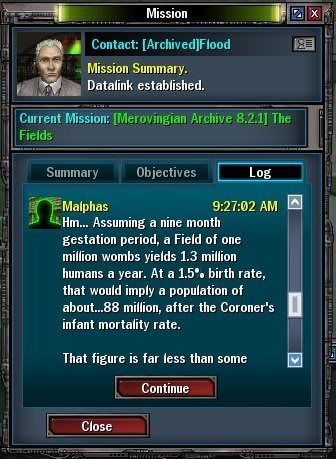 Mission
Contact: [Archived]Flood
Mission Summary.
Datalink established.
Current Mission: [Merovingian Archive 8.2.1] The
Fields
Summary
Objectives
Log
Malphas
9:27:02 AM
Hm... Assuming a nine month
gestation period, a Field of one
million wombs yields 1.3 million
humans a year. At a 1.5% birth rate,
that would imply a population of
about...88 million, after the Coroner's
infant mortality rate.
That figure is far less than some
Continue
Close